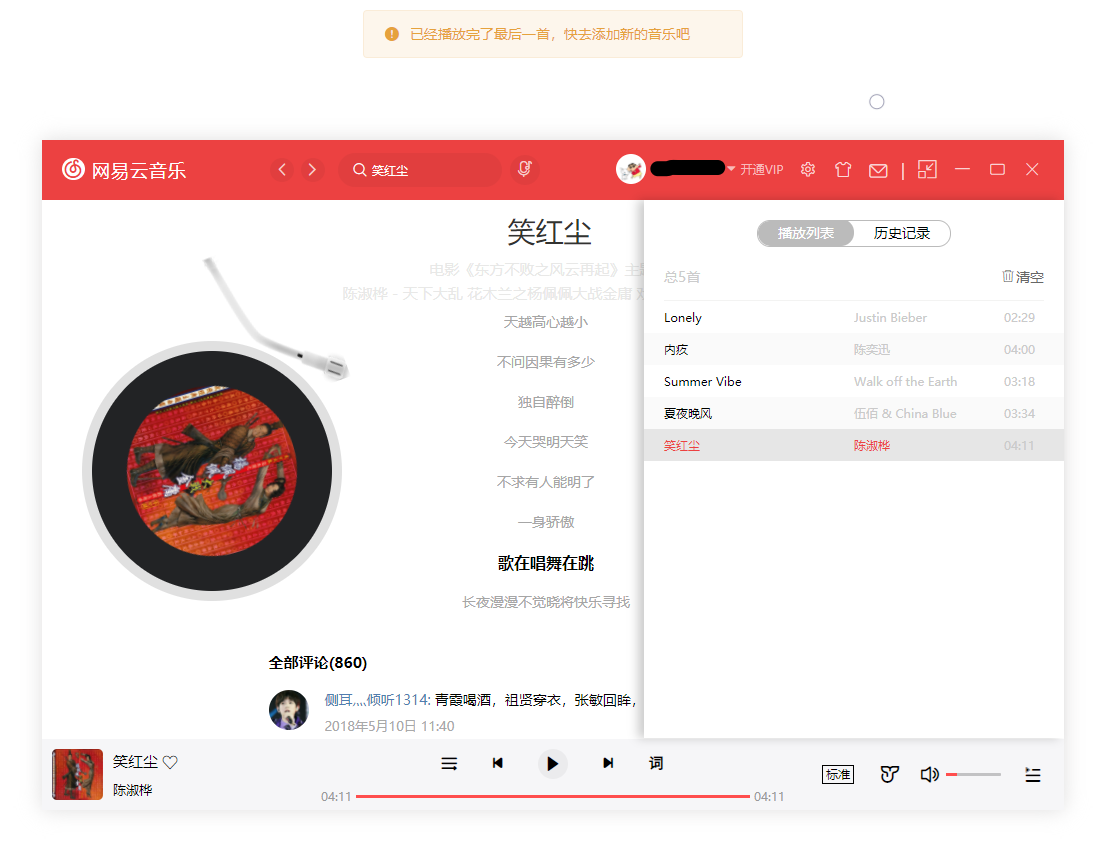 已经播放完了最后一首，快去添加新的音乐吧
网易云音乐
笑红尘
开通VIP
笑红尘
电影《东方不败之风云再起》主
陈淑桦 - 天下大乱 花木兰之杨佩佩大战金庸
天越高心越小
不问因果有多少
独自醉倒
今天哭明天笑
不求有人能明了
一身骄傲
歌在唱舞在跳
长夜漫漫不觉晓将快乐寻找
全部评论(860)
侧耳灬倾听1314: 青霞喝酒，祖贤穿衣，张敏回眸，
2018年5月10日 11:40
播放列表 历史记录
总5首 清空
Lonely Justin Bieber 02:29
内疚 陈奕迅 04:00
Summer Vibe Walk off the Earth 03:18
夏夜晚风 伍佰 & China Blue 03:34
笑红尘 陈淑桦 04:11
笑红尘
陈淑桦
词
04:11 04:11
标准